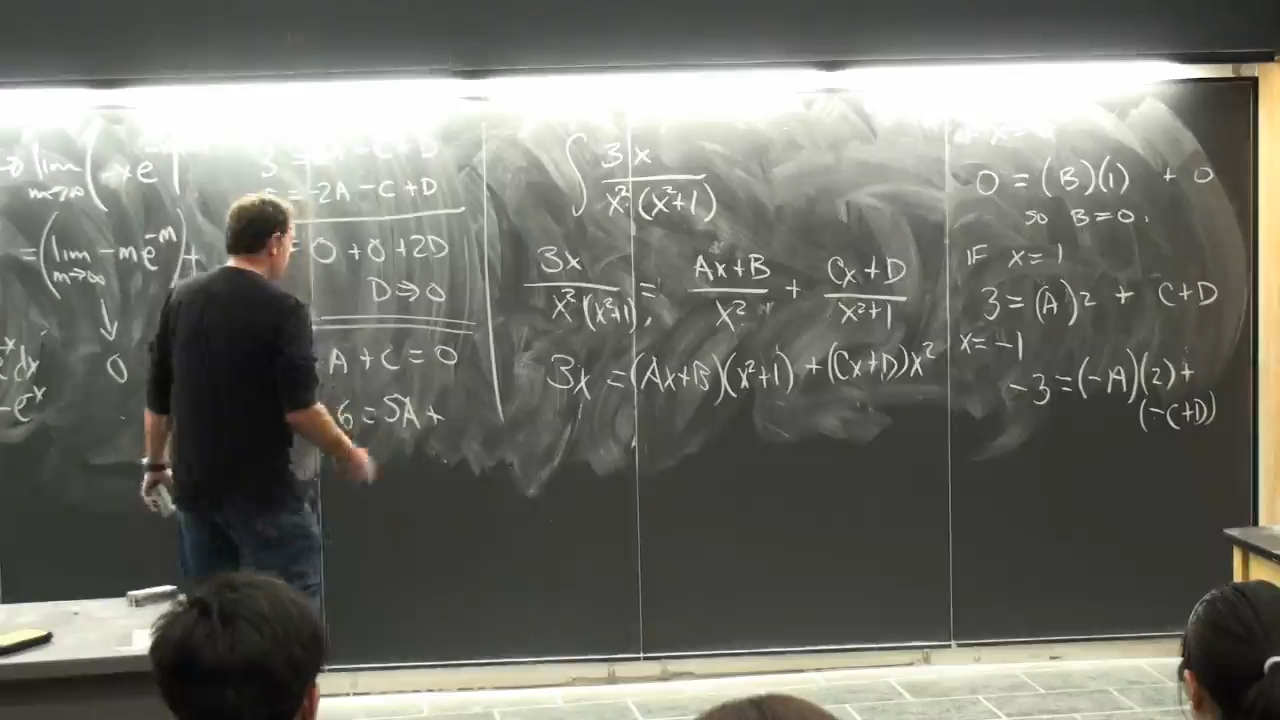 → lim m→∞ (-xe^-x|
= (lim m→∞ -me^-m) +
↓
0
e^-x dx
-e^x
-2A - C + D
= 0 + 0 + 2D
D ⇒ 0
A + C = 0
6 = 5A +
∫ 3x / x²(x²+1)
3x / x²(x²+1) = Ax+B / x² + Cx+D / x²+1
3x = (Ax+B)(x²+1) + (Cx+D)x²
0 = (B)(1) + 0
so B=0.
IF x=1
3 = (A)2 + C+D
x=-1
-3 = (-A)(2) +
(-C+D)